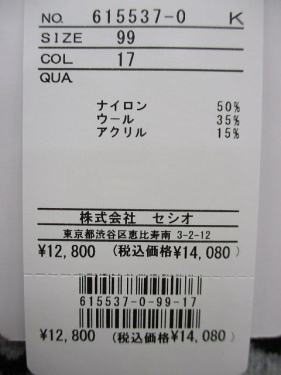 NO. 615537-0 K
SIZE 99
COL. 17
QUA.
ナイロン 50%
ウール 35%
アクリル 15%
株式会社 セシオ
東京都渋谷区恵比寿南 3-2-12
¥12,800 (税込価格¥14,080)
615537-0-99-17
¥12,800 (税込価格¥14,080)